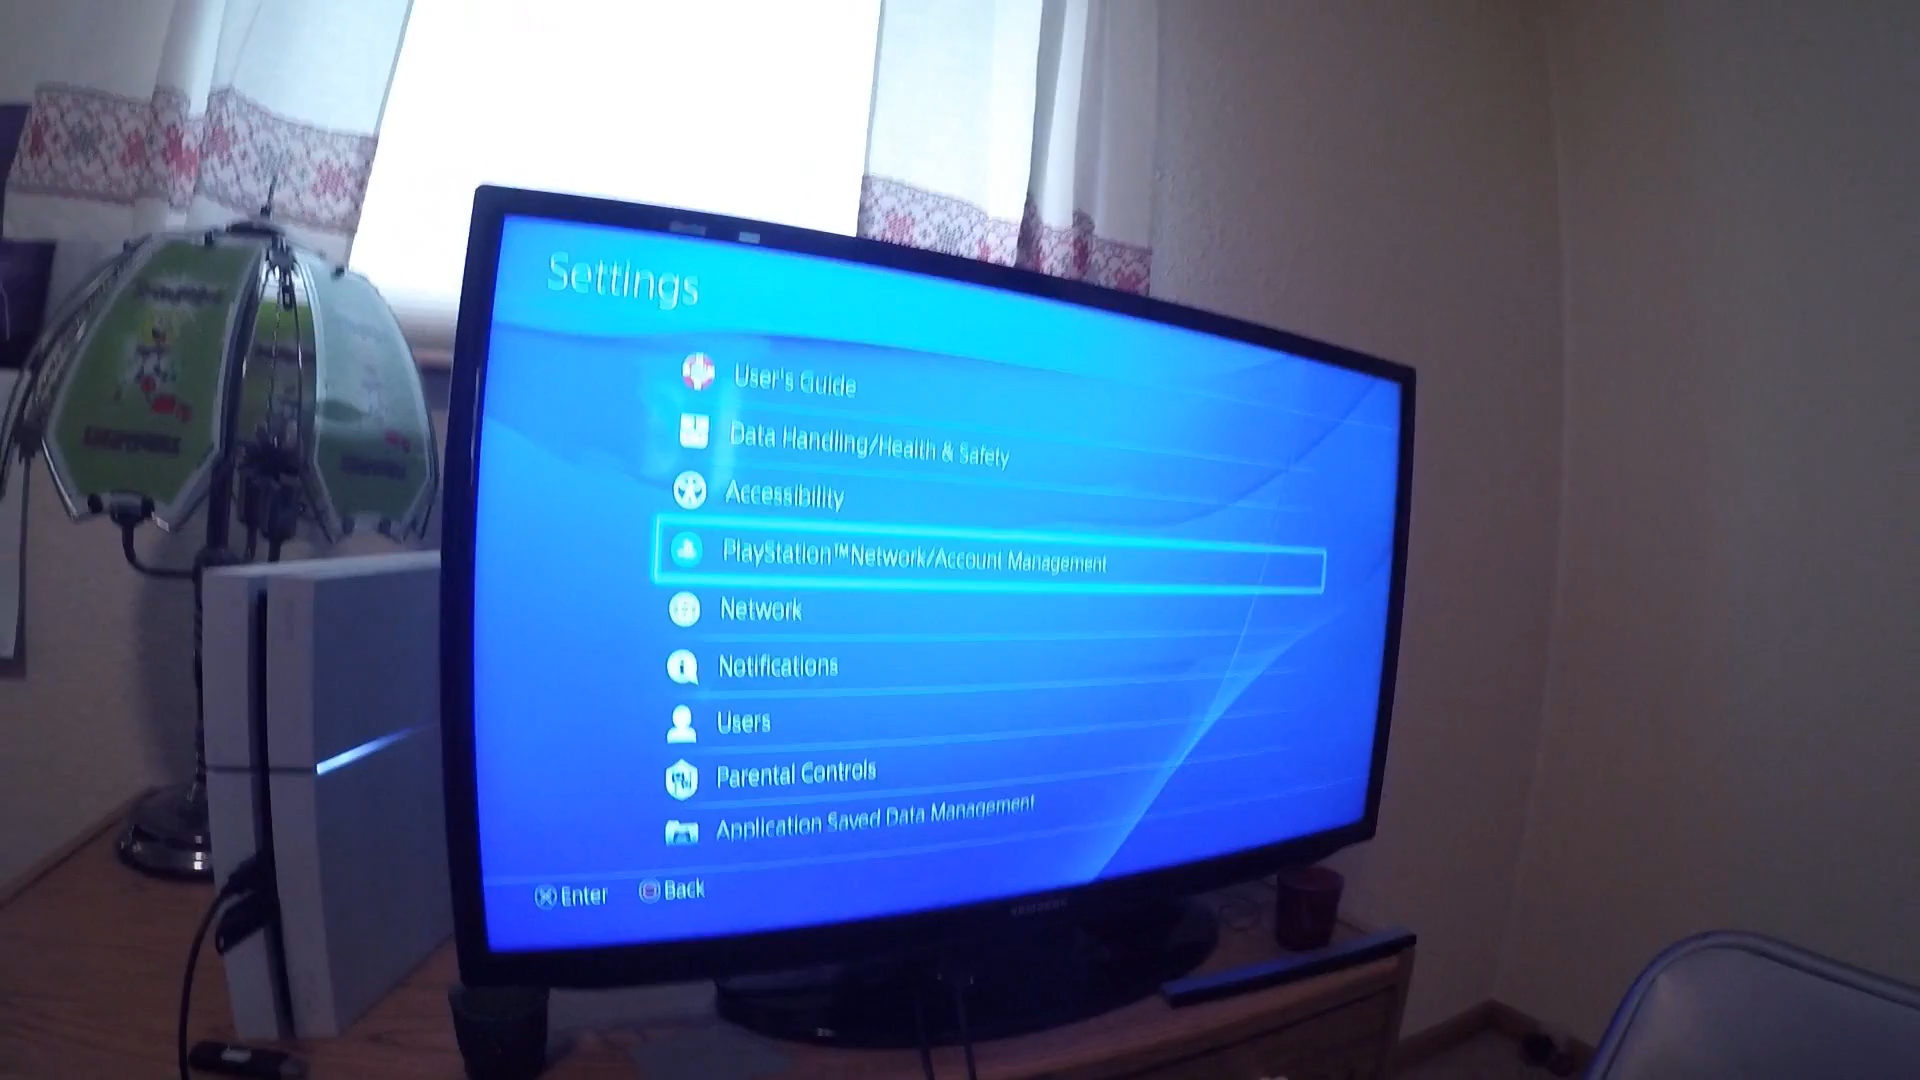 Settings
User's Guide
Data Handling/Health & Safety
Accessibility
PlayStation™Network/Account Management
Network
Notifications
Users
Parental Controls
Application Saved Data Management
Enter
Back
SAMSUNG